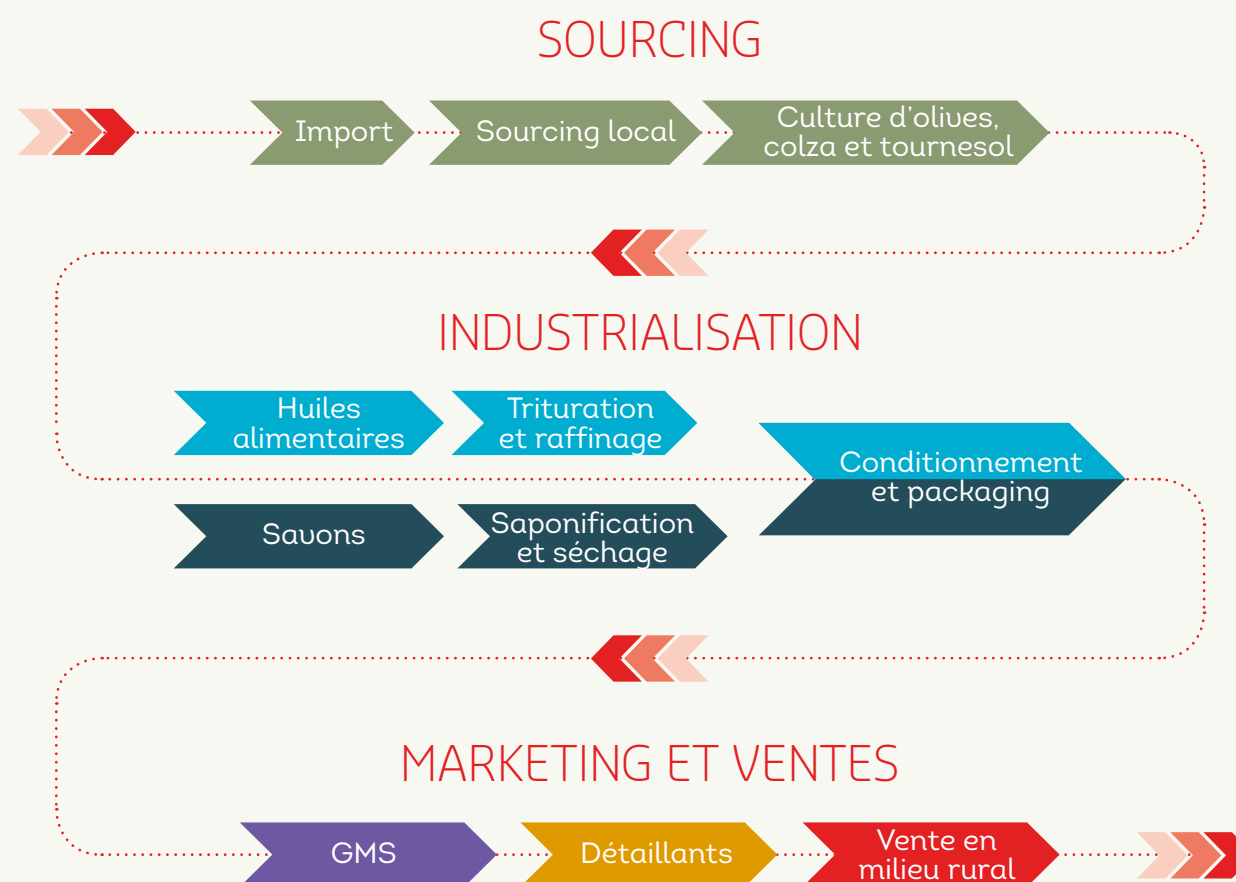 SOURCING
Import
Sourcing local
Culture d'olives,
colza et tournesol
INDUSTRIALISATION
Huiles
alimentaires
Trituration
et raffinage
Conditionnement
et packaging
Savons
Saponification
et séchage
MARKETING ET VENTES
GMS
Détaillants
Vente en
milieu rural